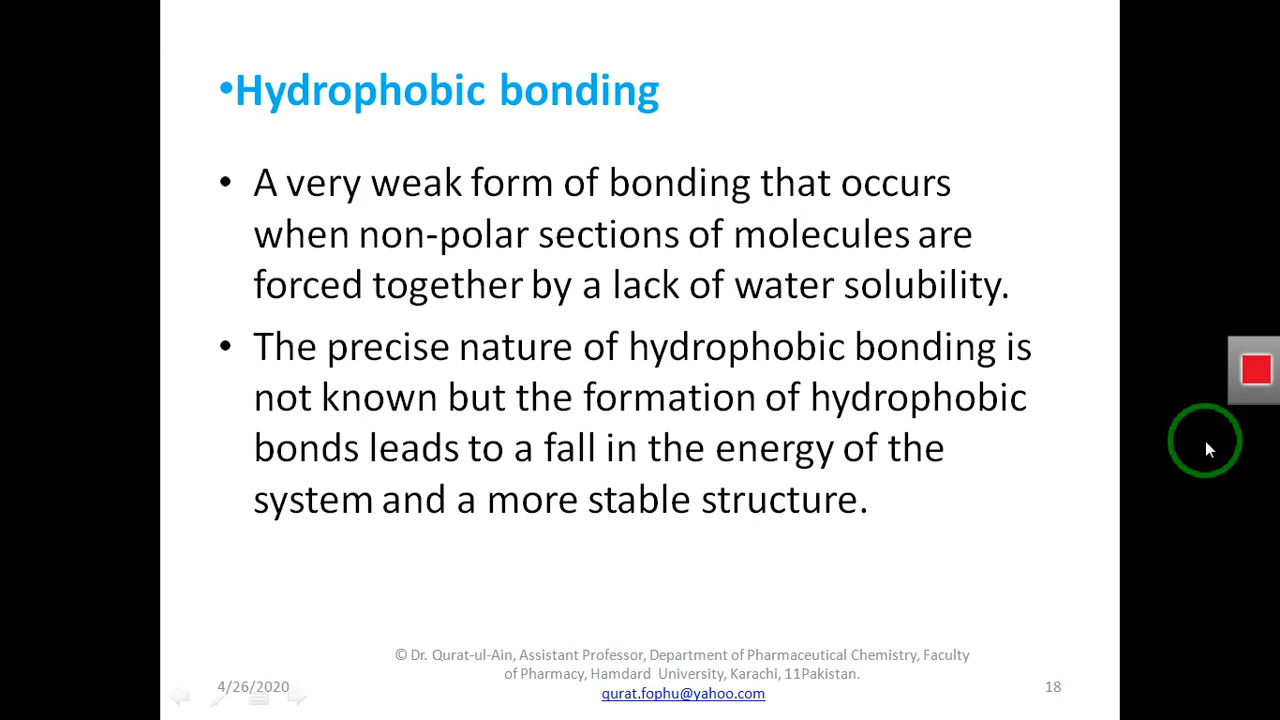 •Hydrophobic bonding
• A very weak form of bonding that occurs
when non-polar sections of molecules are
forced together by a lack of water solubility.
• The precise nature of hydrophobic bonding is
not known but the formation of hydrophobic
bonds leads to a fall in the energy of the
system and a more stable structure.
© Dr. Qurat-ul-Ain, Assistant Professor, Department of Pharmaceutical Chemistry, Faculty
of Pharmacy, Hamdard University, Karachi, 11Pakistan.
qurat.fophu@yahoo.com
4/26/2020
18